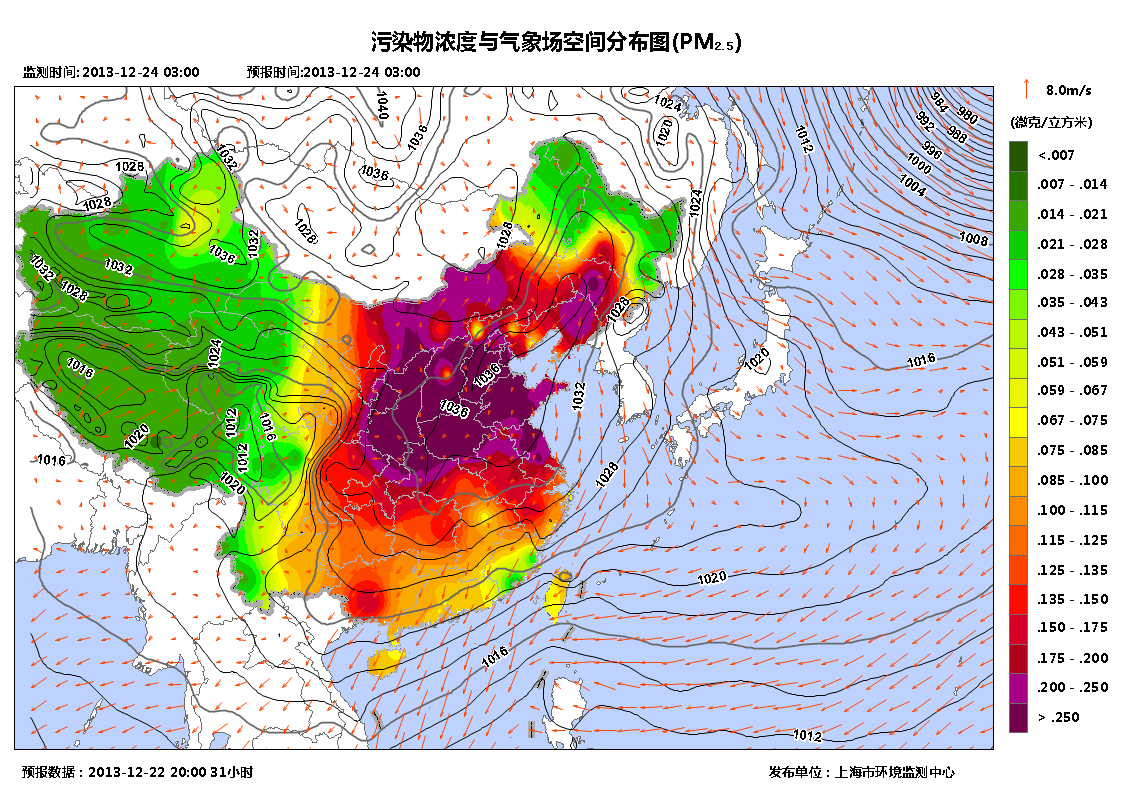 污染物浓度与气象场空间分布图(PM2.5)
监测时间: 2013-12-24 03:00
预报时间:2013-12-24 03:00
8.0m/s
(微克/立方米)
<.007
.007 - .014
.014 - .021
.021 - .028
.028 - .035
.035 - .043
.043 - .051
.051 - .059
.059 - .067
.067 - .075
.075 - .085
.085 - .100
.100 - .115
.115 - .125
.125 - .135
.135 - .150
.150 - .175
.175 - .200
.200 - .250
> .250
1040
1036
1024
1020
1012
984
980
992
988
996
1000
1004
1008
1028
1032
1036
1028
1028
1032
1036
1028
1024
1032
1032
1028
1028
1016
1024
1020
1016
1036
1036
1032
1012
1016
1012
1020
1016
1020
1028
1020
1016
1012
预报数据：2013-12-22 20:00 31小时
发布单位：上海市环境监测中心